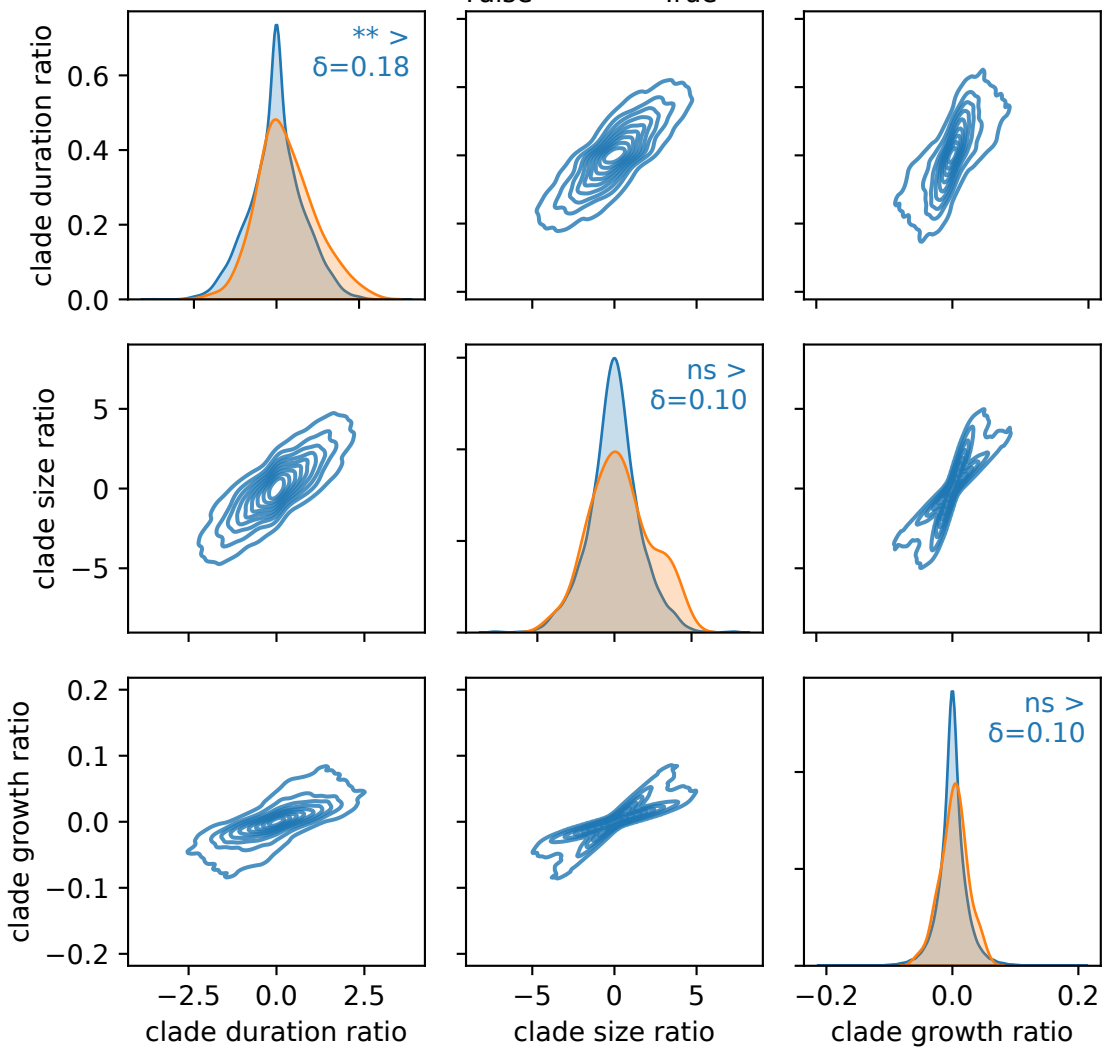 True
clade duration ratio
0.6
0.4
0.2
0.0
** >
δ=0.18
clade size ratio
5
0
−5
ns >
δ=0.10
clade growth ratio
0.2
0.1
0.0
−0.1
−0.2
ns >
δ=0.10
−2.5
0.0
2.5
−5
0
5
−0.2
0.0
0.2
clade duration ratio
clade size ratio
clade growth ratio